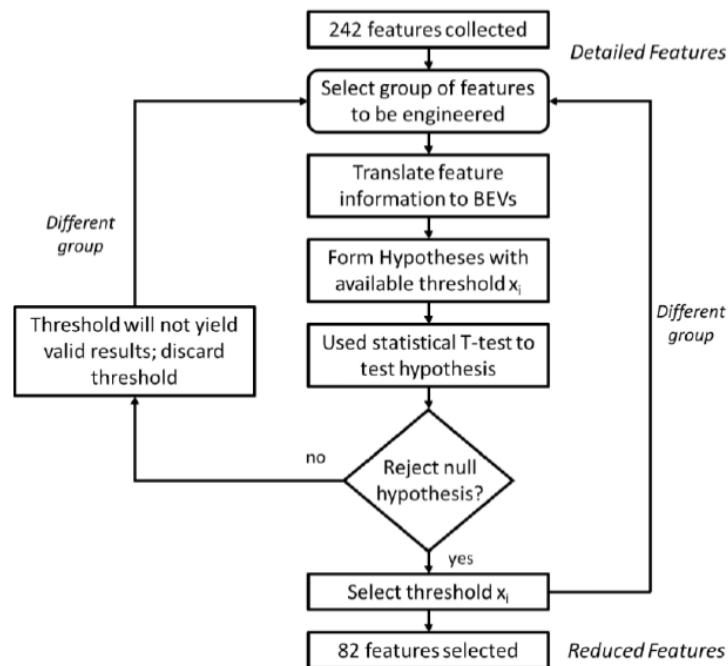 242 features collected
Detailed Features
Select group of features
to be engineered
Translate feature
information to BEVs
Different
group
Form Hypotheses with
available threshold xᵢ
Threshold will not yield
valid results; discard
threshold
Different
group
Used statistical T-test to
test hypothesis
no
Reject null
hypothesis?
yes
Select threshold xᵢ
82 features selected
Reduced Features